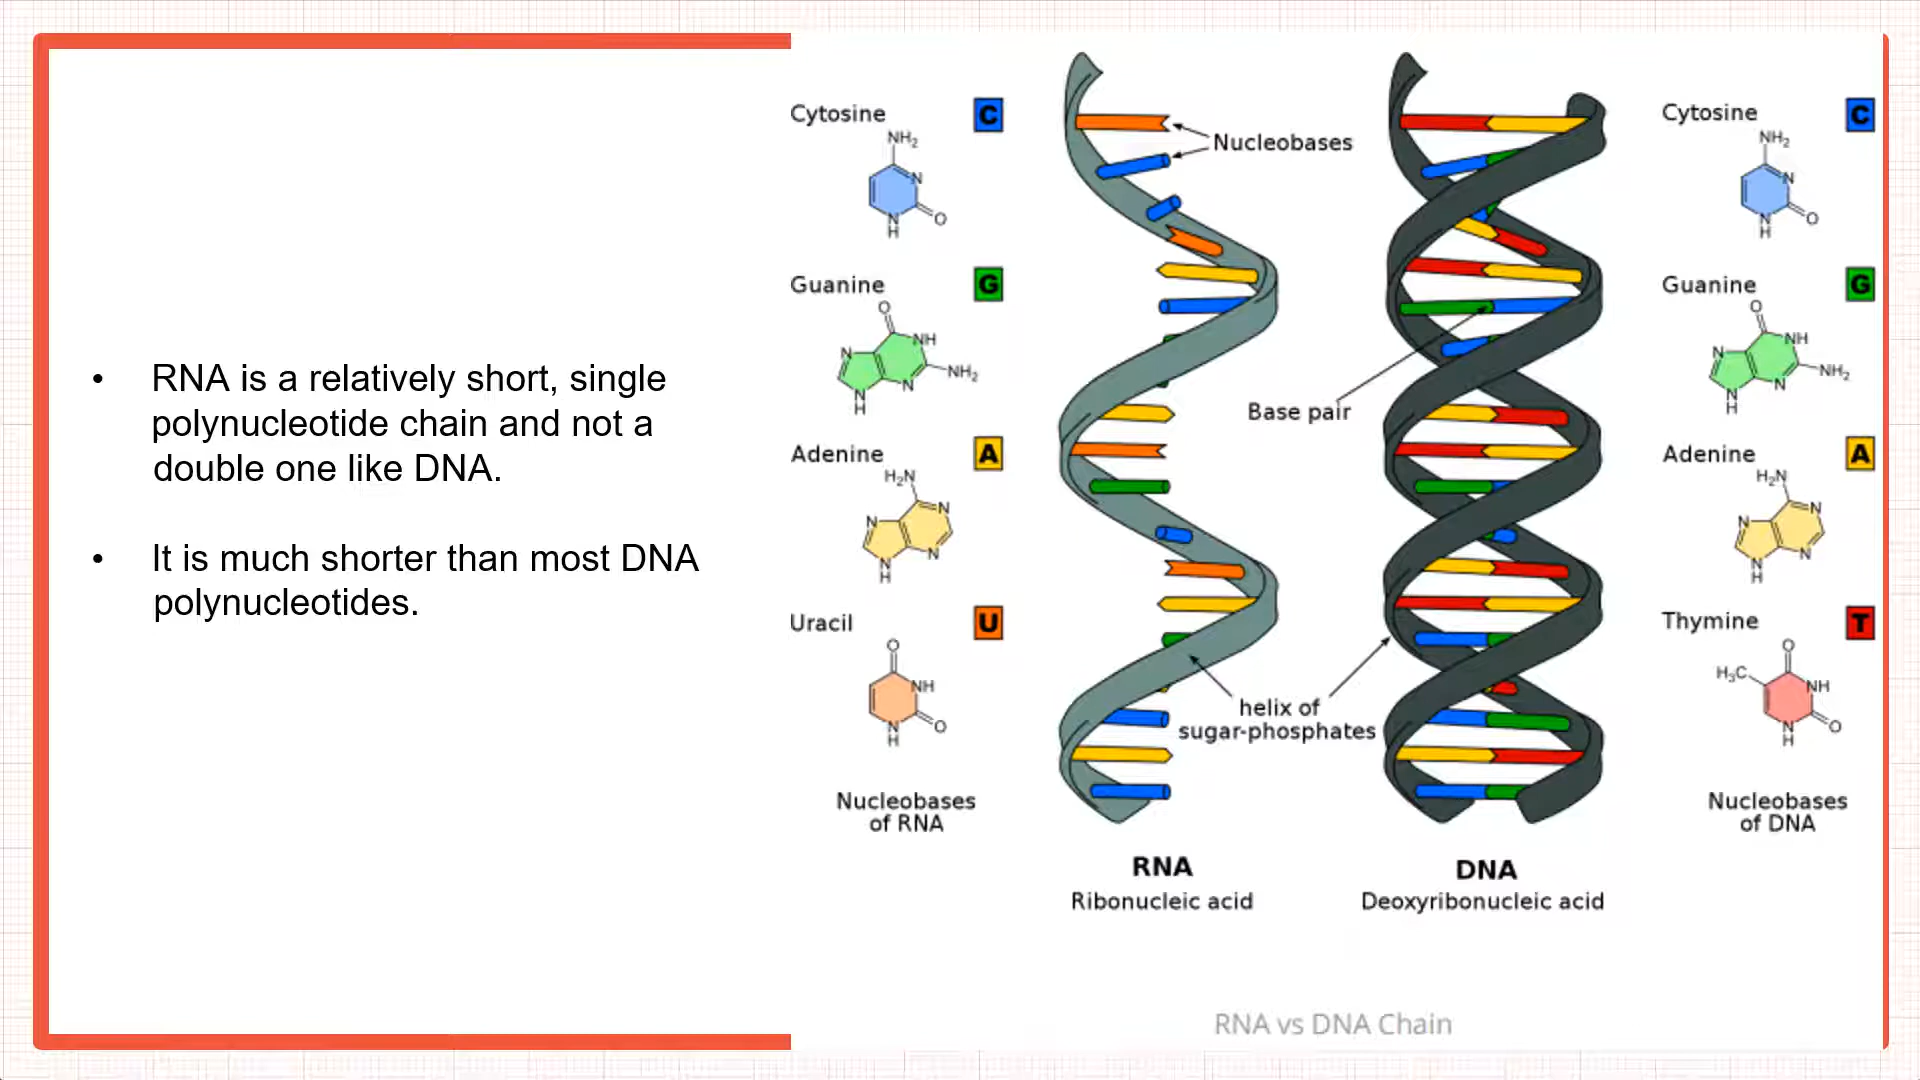 • RNA is a relatively short, single
polynucleotide chain and not a
double one like DNA.
• It is much shorter than most DNA
polynucleotides.
Cytosine C
NH₂
N
N
H
O
Guanine G
O
N
NH
N
H
N
NH₂
Adenine A
H₂N
N
N
N
H
N
Uracil U
O
NH
N
H
O
Nucleobases
of RNA
Nucleobases
Base pair
helix of
sugar-phosphates
RNA
Ribonucleic acid
DNA
Deoxyribonucleic acid
Cytosine C
NH₂
N
N
H
O
Guanine G
O
N
NH
N
H
N
NH₂
Adenine A
H₂N
N
N
N
H
N
Thymine T
O
H₃C
NH
N
H
O
Nucleobases
of DNA
RNA vs DNA Chain